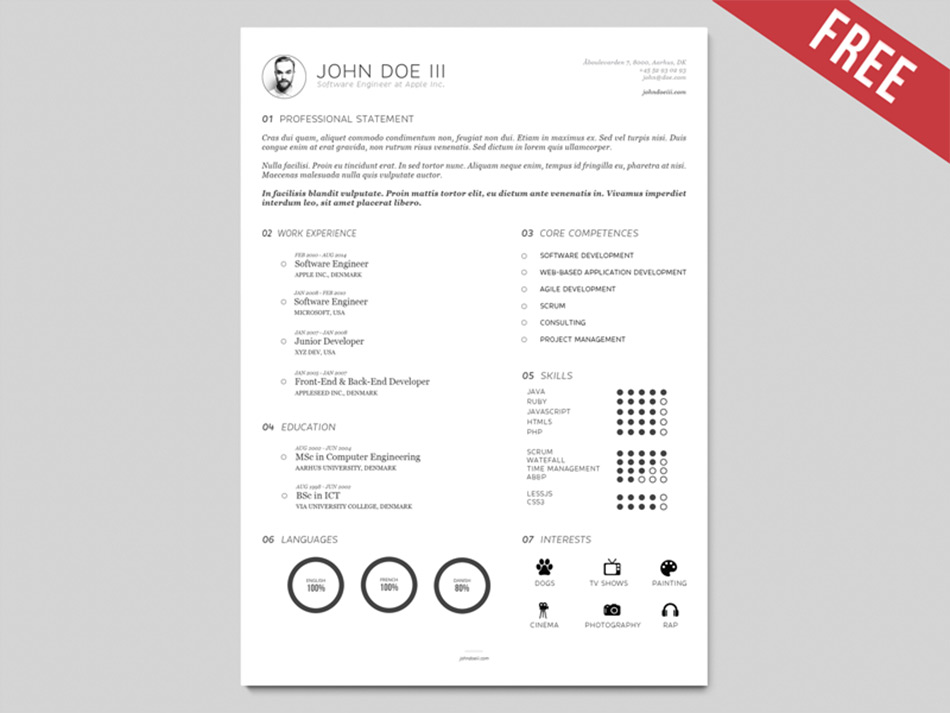 FREE
JOHN DOE III
Software Engineer at Apple Inc.
Åboulevarden 7, 8000, Aarhus, DK
john@doeiii.com
johndoeiii.com
01 PROFESSIONAL STATEMENT
Cras dui quam, aliquet commodo condimentum non, feugiat non dui. Etiam in maximus ex. Sed vel turpis nisi. Duis
congue enim at erat gravida, non rutrum risus venenatis. Sed dictum in lorem quis ullamcorper.
Nulla facilisi. Proin eu tincidunt erat. In sed tortor nunc. Aliquam neque enim, tempus id fringilla eu, pharetra at nisi.
Maecenas malesuada nulla quis vulputate auctor.
In facilisis blandit vulputate. Proin mattis tortor elit, eu dictum ante venenatis in. Vivamus imperdiet
interdum leo, sit amet placerat libero.
02 WORK EXPERIENCE
FEB 2010 - AUG 2014
Software Engineer
APPLE INC., DENMARK
JAN 2008 - FEB 2010
Software Engineer
MICROSOFT, USA
JAN 2007 - JAN 2008
Junior Developer
XYZ DEV, USA
JAN 2005 - JAN 2007
Front-End & Back-End Developer
APPLESEED INC., DENMARK
03 CORE COMPETENCES
SOFTWARE DEVELOPMENT
WEB-BASED APPLICATION DEVELOPMENT
AGILE DEVELOPMENT
SCRUM
CONSULTING
PROJECT MANAGEMENT
04 EDUCATION
AUG 2002 - JUN 2004
MSc in Computer Engineering
AARHUS UNIVERSITY, DENMARK
AUG 1998 - JUN 2002
BSc in ICT
VIA UNIVERSITY COLLEGE, DENMARK
05 SKILLS
JAVA
RUBY
JAVASCRIPT
HTML5
PHP
SCRUM
WATEFALL
TIME MANAGEMENT
ABBP
LESSJS
CSS3
06 LANGUAGES
ENGLISH
100%
FRENCH
100%
DANISH
80%
07 INTERESTS
DOGS
TV SHOWS
PAINTING
CINEMA
PHOTOGRAPHY
RAP